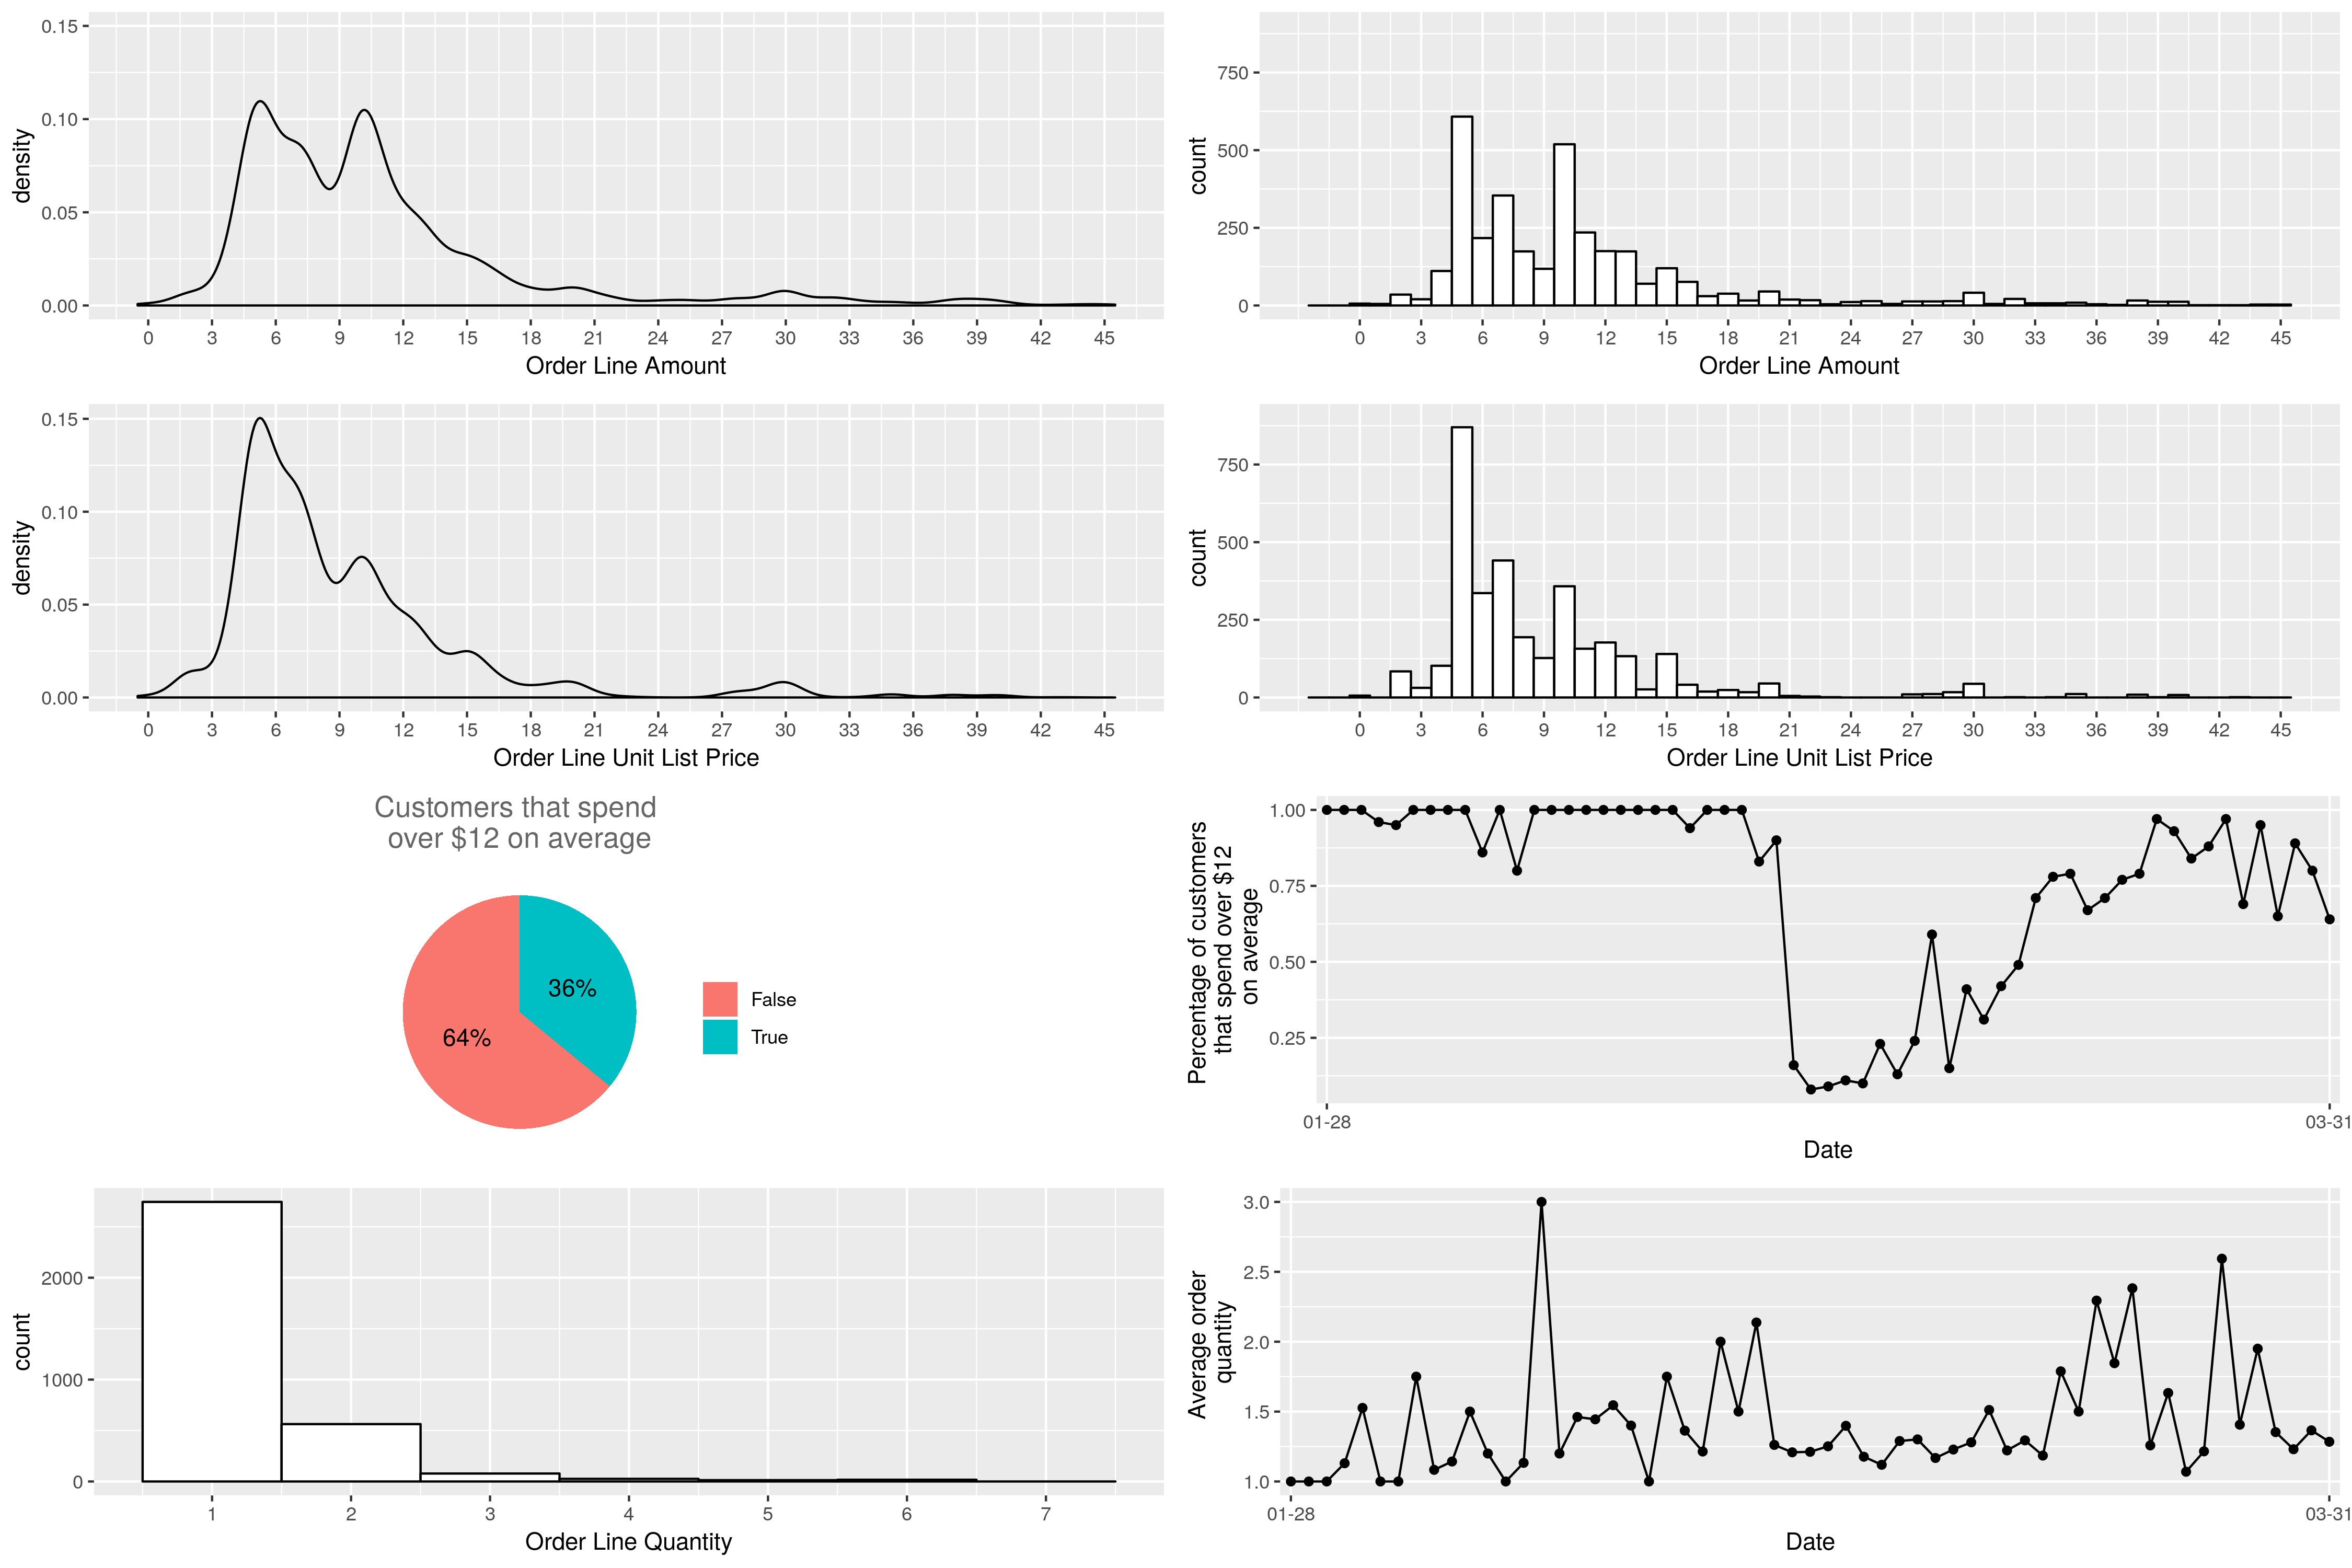 0.15
0.10
0.05
0.00
density
0 3 6 9 12 15 18 21 24 27 30 33 36 39 42 45
Order Line Amount
750
500
250
0
count
0 3 6 9 12 15 18 21 24 27 30 33 36 39 42 45
Order Line Amount
0.15
0.10
0.05
0.00
density
0 3 6 9 12 15 18 21 24 27 30 33 36 39 42 45
Order Line Unit List Price
750
500
250
0
count
0 3 6 9 12 15 18 21 24 27 30 33 36 39 42 45
Order Line Unit List Price
Customers that spend
over $12 on average
36%
64%
False
True
1.00
0.75
0.50
0.25
Percentage of customers
that spend over $12
on average
01-28 03-31
Date
2000
1000
0
count
1 2 3 4 5 6 7
Order Line Quantity
3.0
2.5
2.0
1.5
1.0
Average order
quantity
01-28 03-31
Date